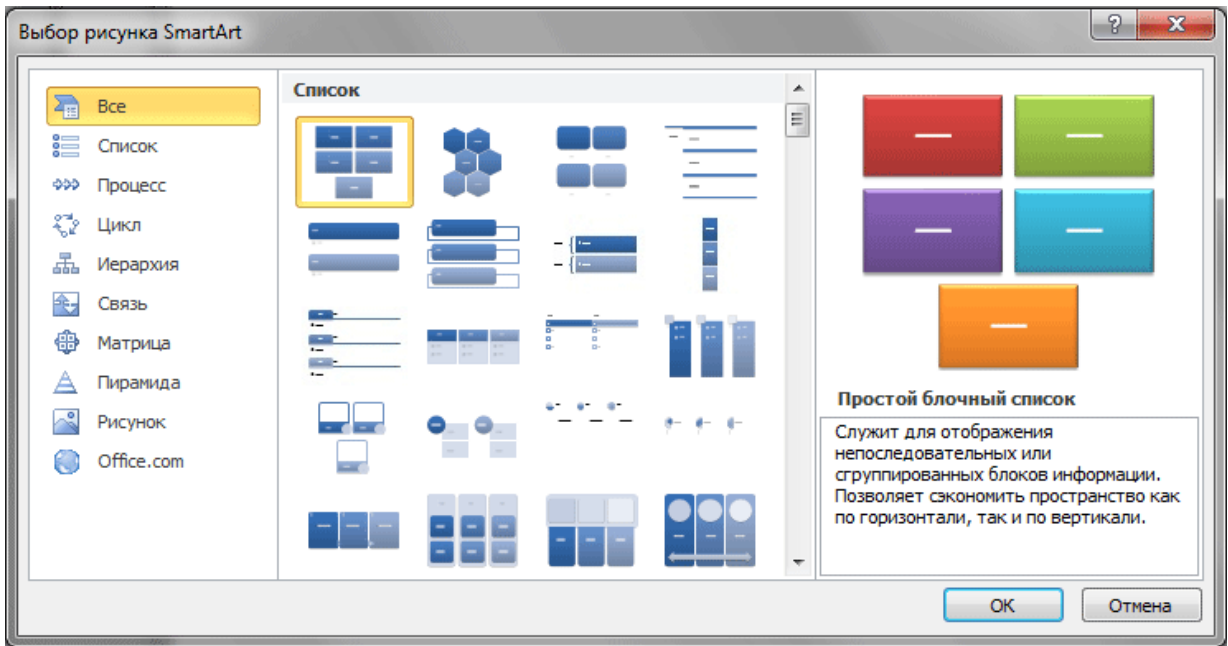 Выбор рисунка SmartArt
Все
Список
Процесс
Цикл
Иерархия
Связь
Матрица
Пирамида
Рисунок
Office.com
Список
Простой блочный список
Служит для отображения
непоследовательных или
сгруппированных блоков информации.
Позволяет сэкономить пространство как
по горизонтали, так и по вертикали.
ОК
Отмена